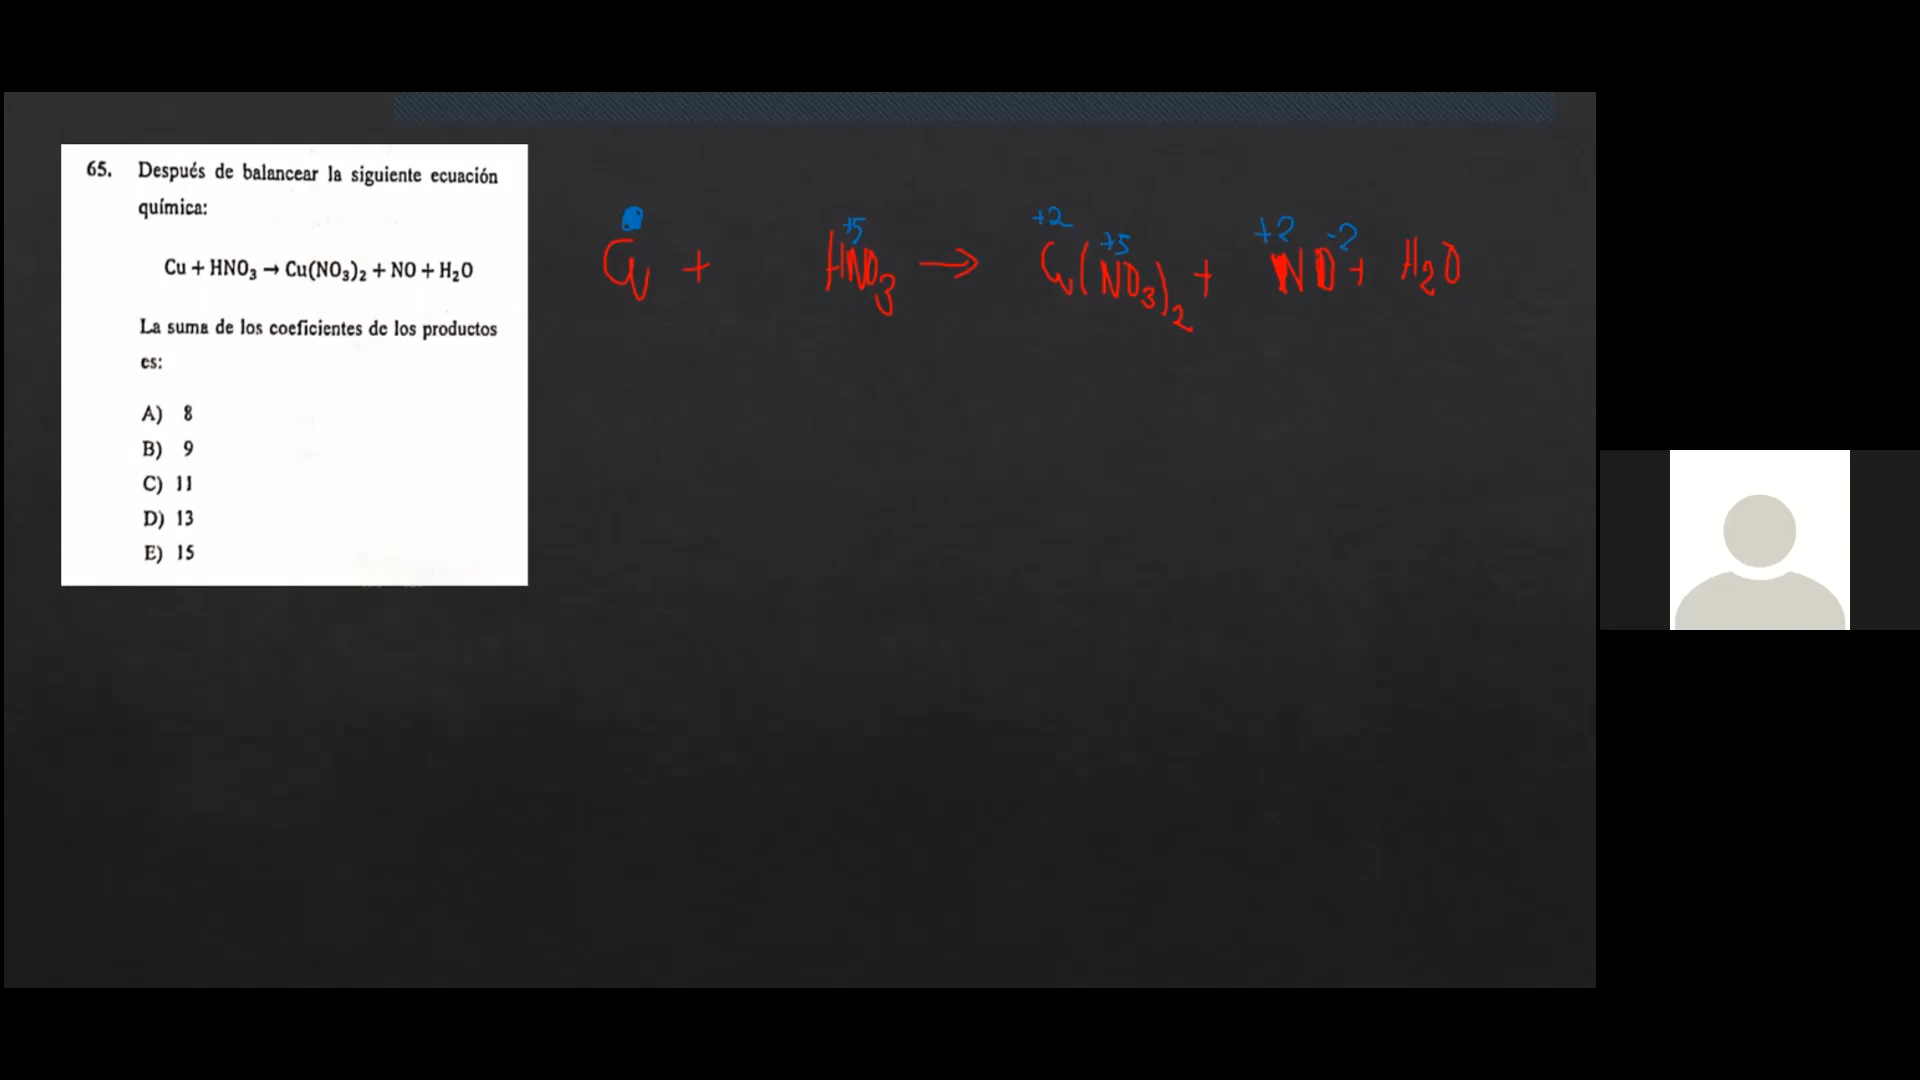 65. Después de balancear la siguiente ecuación
química:
Cu + HNO₃ → Cu(NO₃)₂ + NO + H₂O
La suma de los coeficientes de los productos
es:
A) 8
B) 9
C) 11
D) 13
E) 15
+5 +2 +5 +2 -2
Cu + HNO₃ → Cu(NO₃)₂ + NO + H₂O